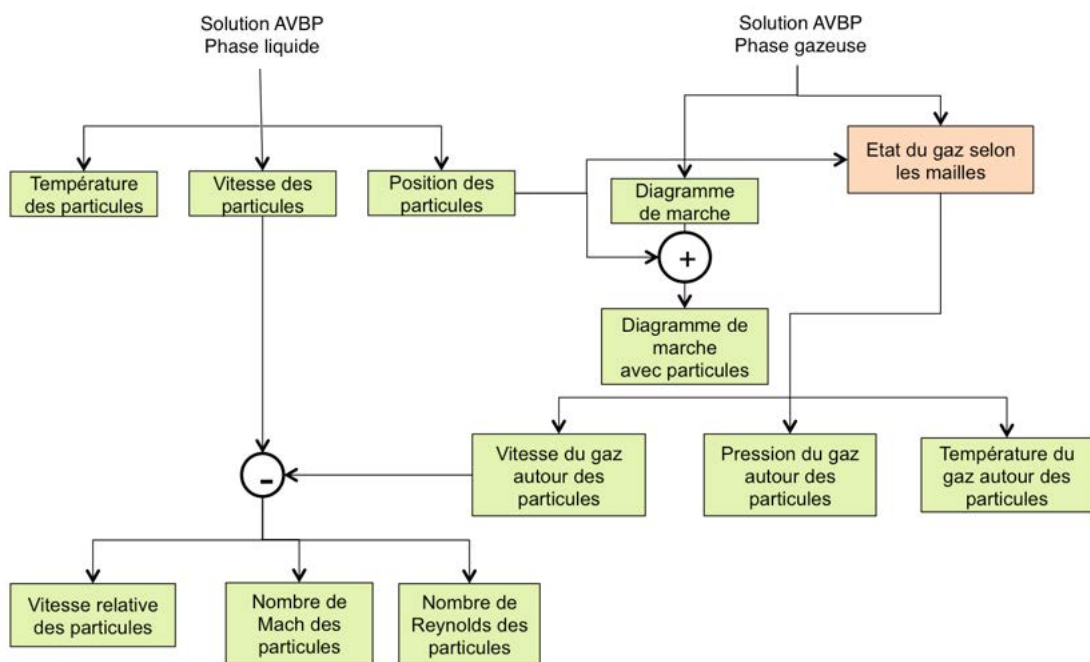 Solution AVBP
Phase liquide
Solution AVBP
Phase gazeuse
Température
des particules
Vitesse des
particules
Position des
particules
Diagramme
de marche
Etat du gaz selon
les mailles
+
Diagramme de
marche
avec particules
-
Vitesse du gaz
autour des
particules
Pression du gaz
autour des
particules
Température du
gaz autour des
particules
Vitesse relative
des particules
Nombre de
Mach des
particules
Nombre de
Reynolds des
particules